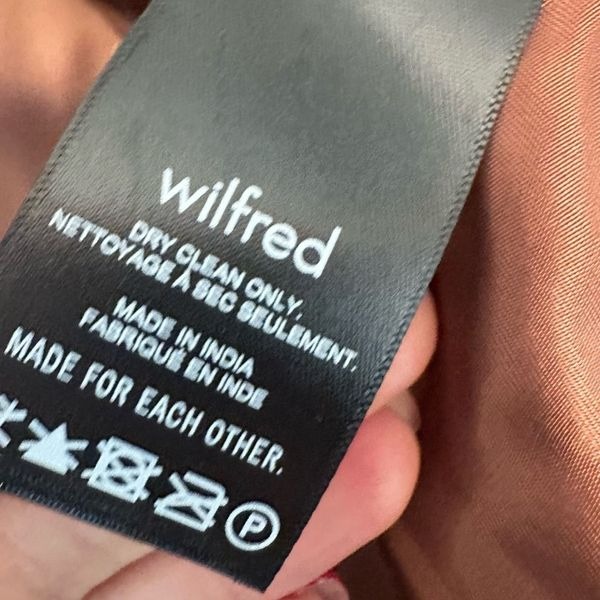 wilfred
DRY CLEAN ONLY.
NETTOYAGE À SEC SEULEMENT.
MADE IN INDIA
FABRIQUÉ EN INDE
MADE FOR EACH OTHER.
P